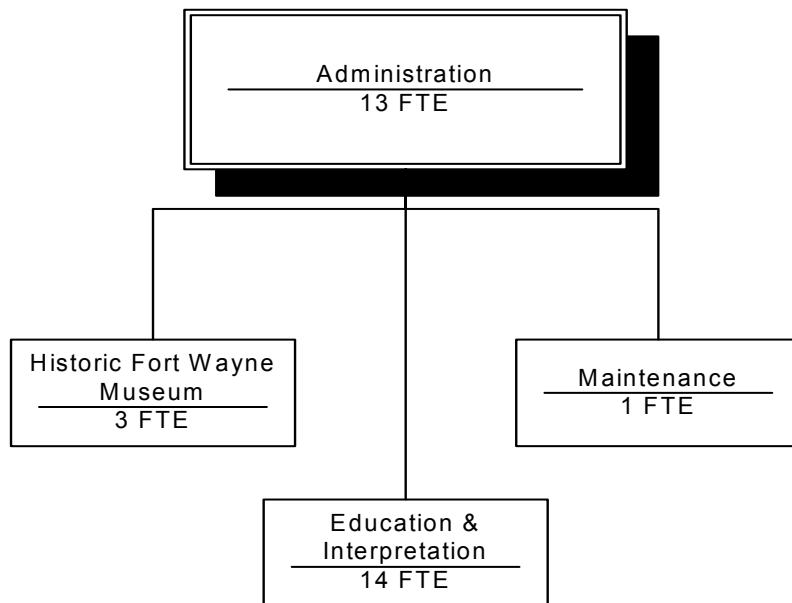 Administration
13 FTE
Historic Fort Wayne
Museum
3 FTE
Maintenance
1 FTE
Education &
Interpretation
14 FTE